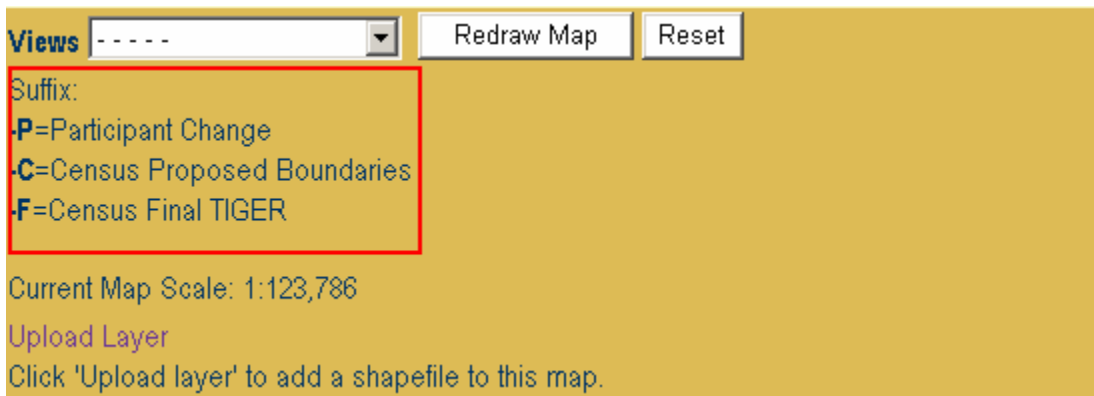 Views - - - - - Redraw Map Reset
Suffix:
-P=Participant Change
-C=Census Proposed Boundaries
-F=Census Final TIGER
Current Map Scale: 1:123,786
Upload Layer
Click 'Upload layer' to add a shapefile to this map.